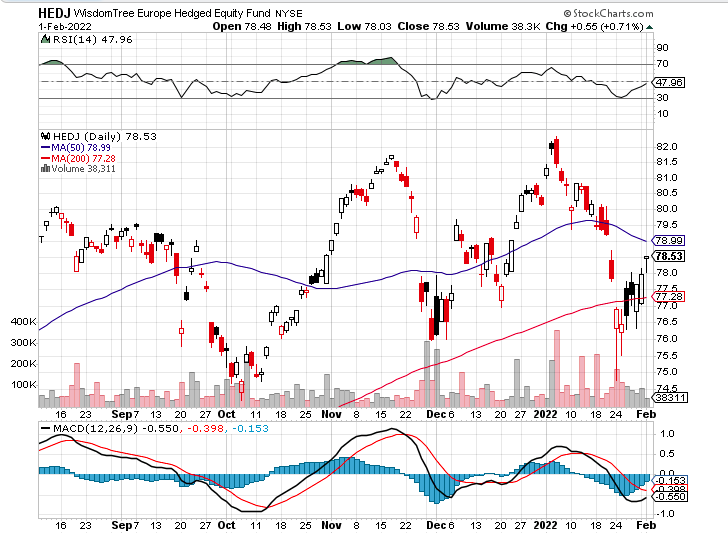 HEDJ WisdomTree Europe Hedged Equity Fund NYSE © StockCharts.com
1-Feb-2022 Open 78.48 High 78.53 Low 78.03 Close 78.53 Volume 38.3K Chg +0.55 (+0.71%)
RSI(14) 47.96
90
70
50
47.96
30
10
HEDJ (Daily) 78.53
MA(50) 78.99
MA(200) 77.28
Volume 38,311
82.0
81.5
81.0
80.5
80.0
79.5
78.99
78.53
78.0
77.28
77.0
76.5
76.0
75.5
75.0
74.5
38311
400K
300K
200K
100K
16 23 Sep 7 13 20 27 Oct 11 18 25 Nov 8 15 22 Dec 6 13 20 27 2022 10 18 24 Feb
MACD(12,26,9) -0.550, -0.398, -0.153
1.0
0.5
0.0
-0.153
-0.398
-0.550
-1.0
16 23 Sep 7 13 20 27 Oct 11 18 25 Nov 8 15 22 Dec 6 13 20 27 2022 10 18 24 Feb